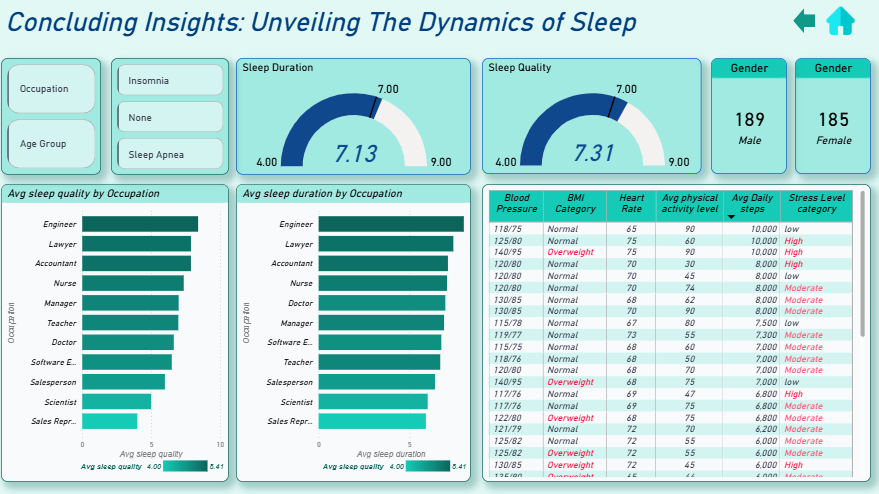 Concluding Insights: Unveiling The Dynamics of Sleep
Occupation
Age Group
Insomnia
None
Sleep Apnea
Sleep Duration
7.00
7.13
4.00
9.00
Sleep Quality
7.00
7.31
4.00
9.00
Gender
189
Male
Gender
185
Female
Avg sleep quality by Occupation
Occupation
Engineer
Lawyer
Accountant
Nurse
Manager
Teacher
Doctor
Software E...
Salesperson
Scientist
Sales Repr...
0 5 10
Avg sleep quality
Avg sleep quality 4.00 8.41
Avg sleep duration by Occupation
Occupation
Engineer
Lawyer
Accountant
Nurse
Doctor
Manager
Software E...
Teacher
Salesperson
Scientist
Sales Repr...
0 5
Avg sleep duration
Avg sleep quality 4.00 8.41
Blood Pressure BMI Category Heart Rate Avg physical activity level Avg Daily steps Stress Level category
118/75 Normal 65 90 10,000 low
125/80 Normal 75 60 10,000 High
140/95 Overweight 75 90 10,000 High
120/80 Normal 70 30 8,000 High
120/80 Normal 70 45 8,000 low
120/80 Normal 70 74 8,000 Moderate
130/85 Normal 68 62 8,000 Moderate
130/85 Normal 70 90 8,000 Moderate
115/78 Normal 67 80 7,500 low
119/77 Normal 73 55 7,300 Moderate
115/75 Normal 68 60 7,000 Moderate
118/76 Normal 68 50 7,000 Moderate
120/80 Normal 68 70 7,000 Moderate
140/95 Overweight 68 75 7,000 low
117/76 Normal 69 47 6,800 High
117/76 Normal 69 75 6,800 Moderate
122/80 Overweight 68 75 6,800 Moderate
121/79 Normal 72 70 6,200 Moderate
125/82 Normal 72 55 6,000 Moderate
125/82 Overweight 72 55 6,000 Moderate
130/85 Overweight 72 45 6,000 High